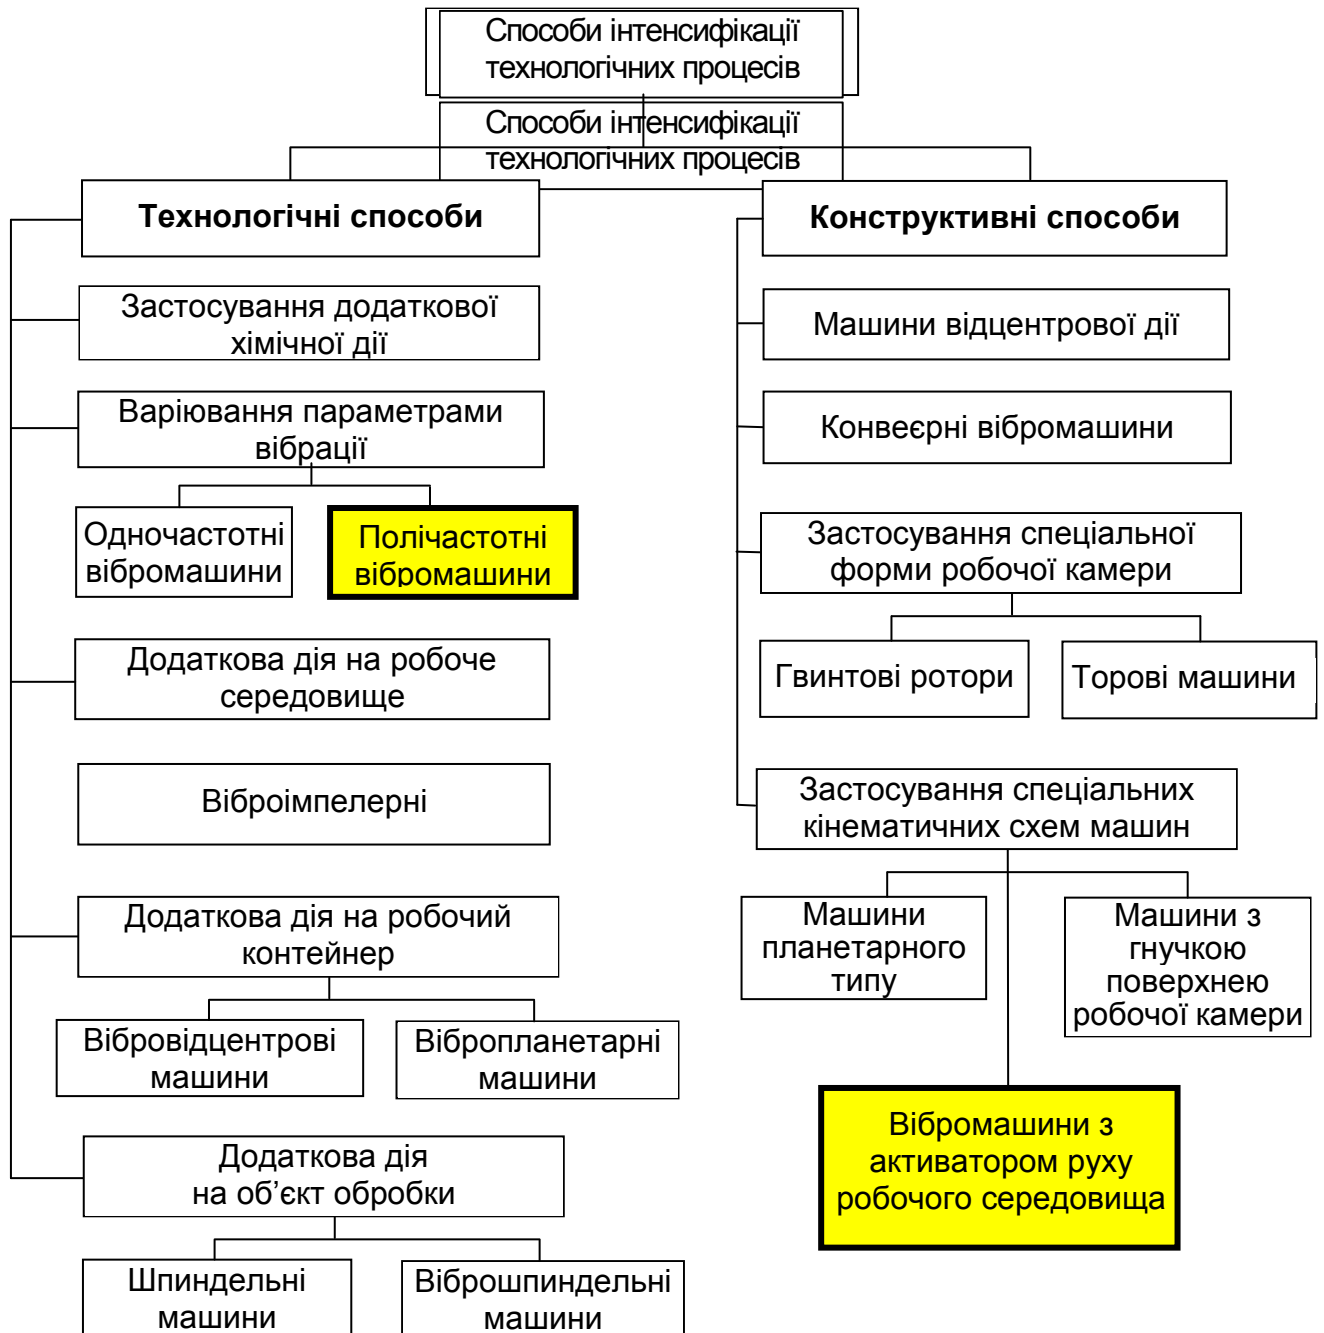 Способи інтенсифікації
технологічних процесів
Способи інтенсифікації
технологічних процесів
Технологічні способи
Застосування додаткової
хімічної дії
Варіювання параметрами
вібрації
Одночастотні
вібромашини
Полічастотні
вібромашини
Додаткова дія на робоче
середовище
Віброімпелерні
Додаткова дія на робочий
контейнер
Вібровідцентрові
машини
Вібропланетарні
машини
Додаткова дія
на об’єкт обробки
Шпиндельні
машини
Віброшпиндельні
машини
Конструктивні способи
Машини відцентрової дії
Конвеєрні вібромашини
Застосування спеціальної
форми робочої камери
Гвинтові ротори
Торові машини
Застосування спеціальних
кінематичних схем машин
Машини
планетарного
типу
Машини з
гнучкою
поверхнею
робочої камери
Вібромашини з
активатором руху
робочого середовища